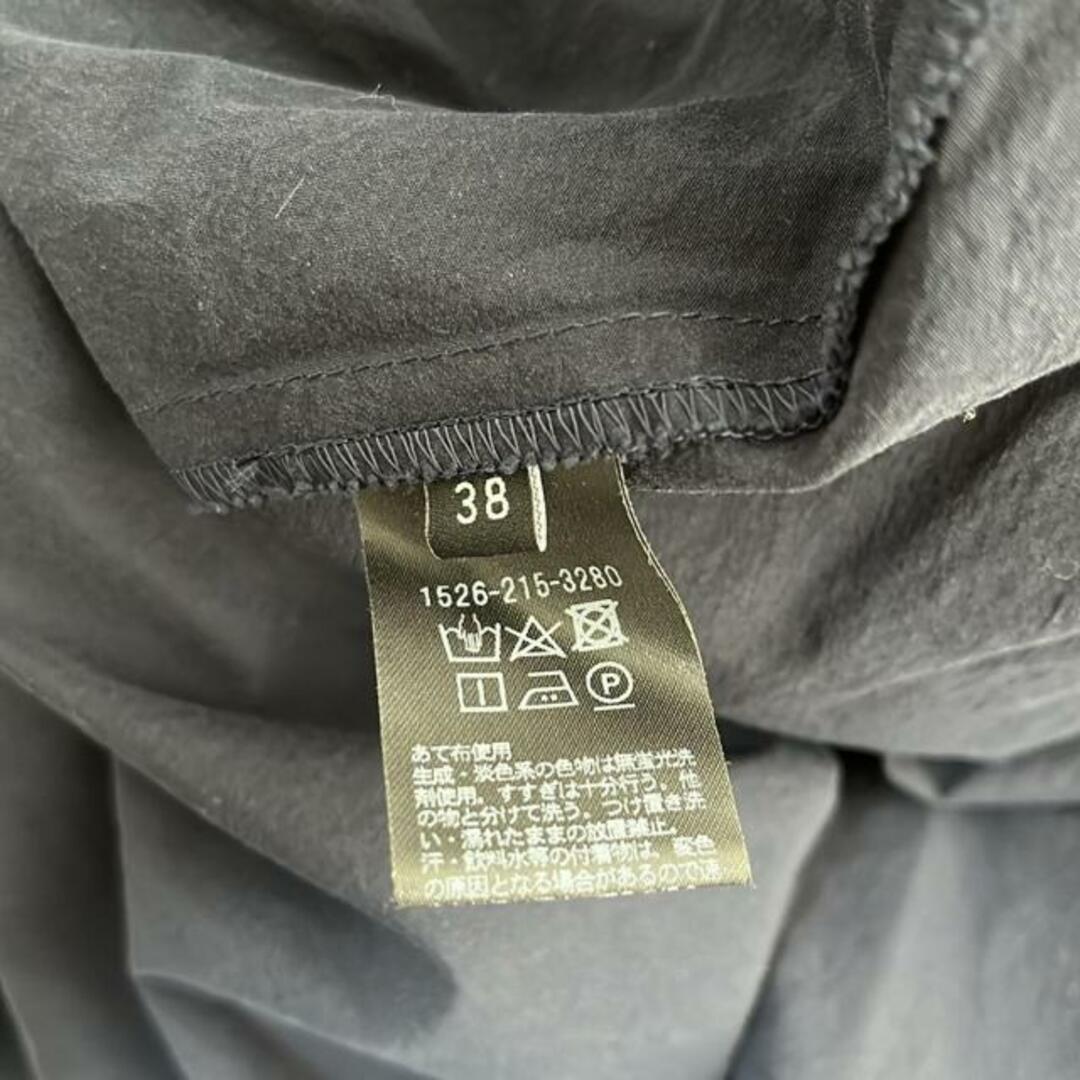 38
1526-215-3280
P
あて布使用
生成・淡色系の色物は無蛍光洗
剤使用。すすぎは十分行う。他
の物と分けて洗う。つけ置き洗
い・濡れたままの放置禁止。
汗・飲料水等の付着物は、変色
の原因となる場合があるので速